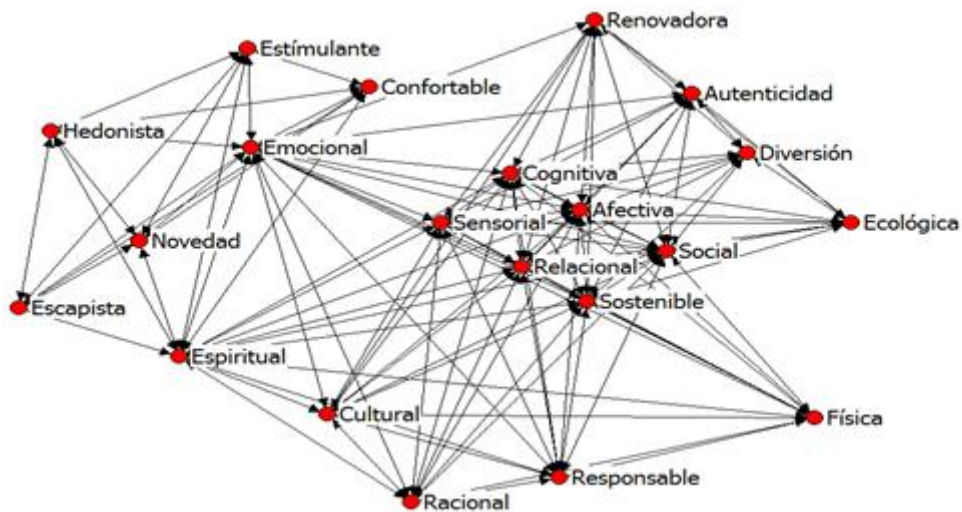 Renovadora
Estímulante
Confortable
Autenticidad
Hedonista
Emocional
Diversión
Cognitiva
Afectiva
Sensorial
Ecológica
Novedad
Social
Relacional
Sostenible
Escapista
Espiritual
Cultural
Física
Responsable
Racional